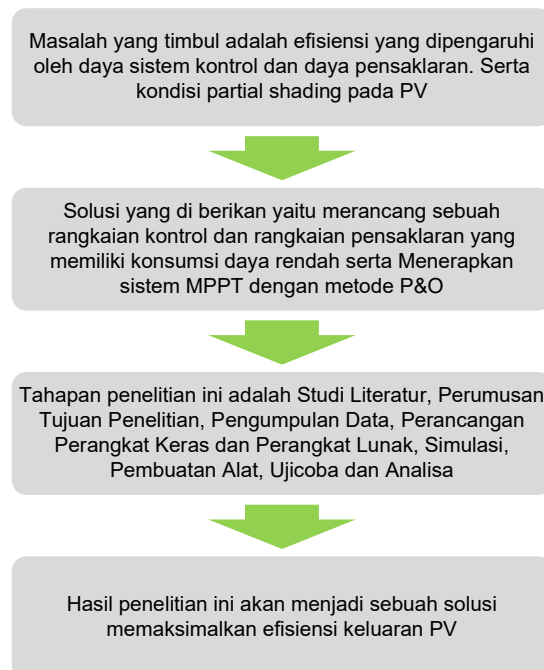 Masalah yang timbul adalah efisiensi yang dipengaruhi
oleh daya sistem kontrol dan daya pensaklaran. Serta
kondisi partial shading pada PV
Solusi yang di berikan yaitu merancang sebuah
rangkaian kontrol dan rangkaian pensaklaran yang
memiliki konsumsi daya rendah serta Menerapkan
sistem MPPT dengan metode P&O
Tahapan penelitian ini adalah Studi Literatur, Perumusan
Tujuan Penelitian, Pengumpulan Data, Perancangan
Perangkat Keras dan Perangkat Lunak, Simulasi,
Pembuatan Alat, Ujicoba dan Analisa
Hasil penelitian ini akan menjadi sebuah solusi
memaksimalkan efisiensi keluaran PV